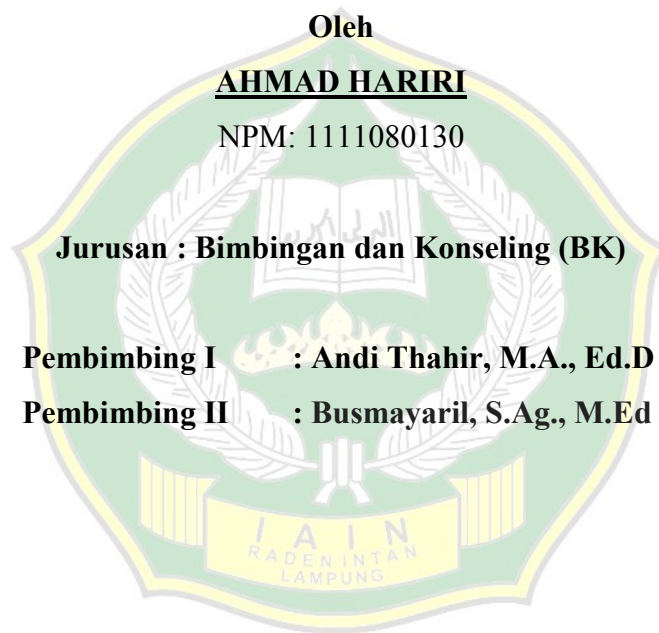 Oleh
AHMAD HARIRI
NPM: 1111080130
Jurusan : Bimbingan dan Konseling (BK)
Pembimbing I : Andi Thahir, M.A., Ed.D
Pembimbing II : Busmayaril, S.Ag., M.Ed
IAIN
RADEN INTAN
LAMPUNG